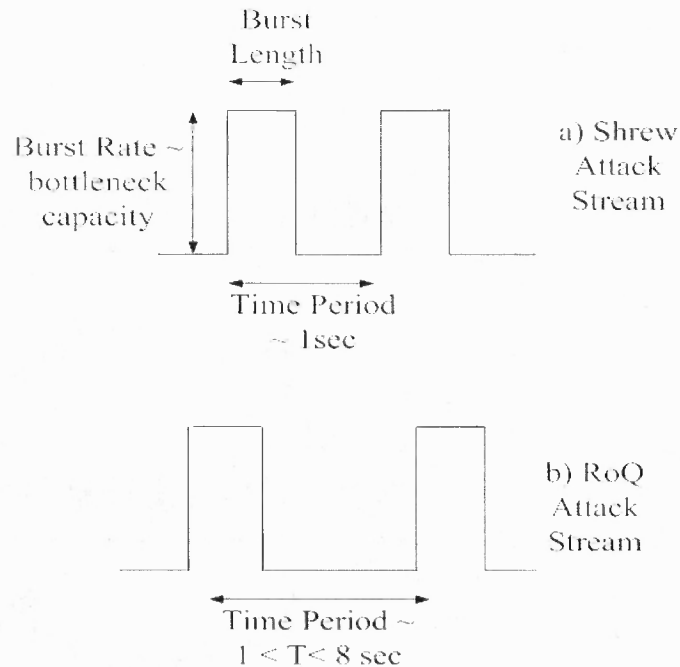 Burst
Length
Burst Rate ~
bottleneck
capacity
a) Shrew
Attack
Stream
Time Period
~ 1sec
b) RoQ
Attack
Stream
Time Period ~
1 < T< 8 sec